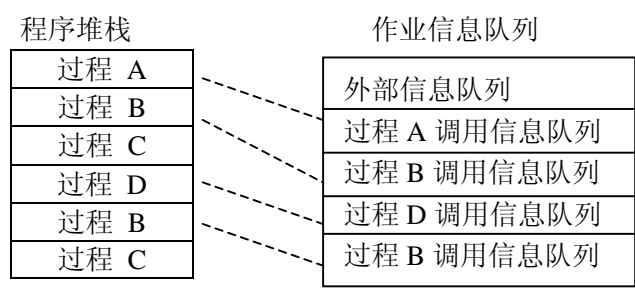 程序堆栈
过程 A
过程 B
过程 C
过程 D
过程 B
过程 C
作业信息队列
外部信息队列
过程 A 调用信息队列
过程 B 调用信息队列
过程 D 调用信息队列
过程 B 调用信息队列